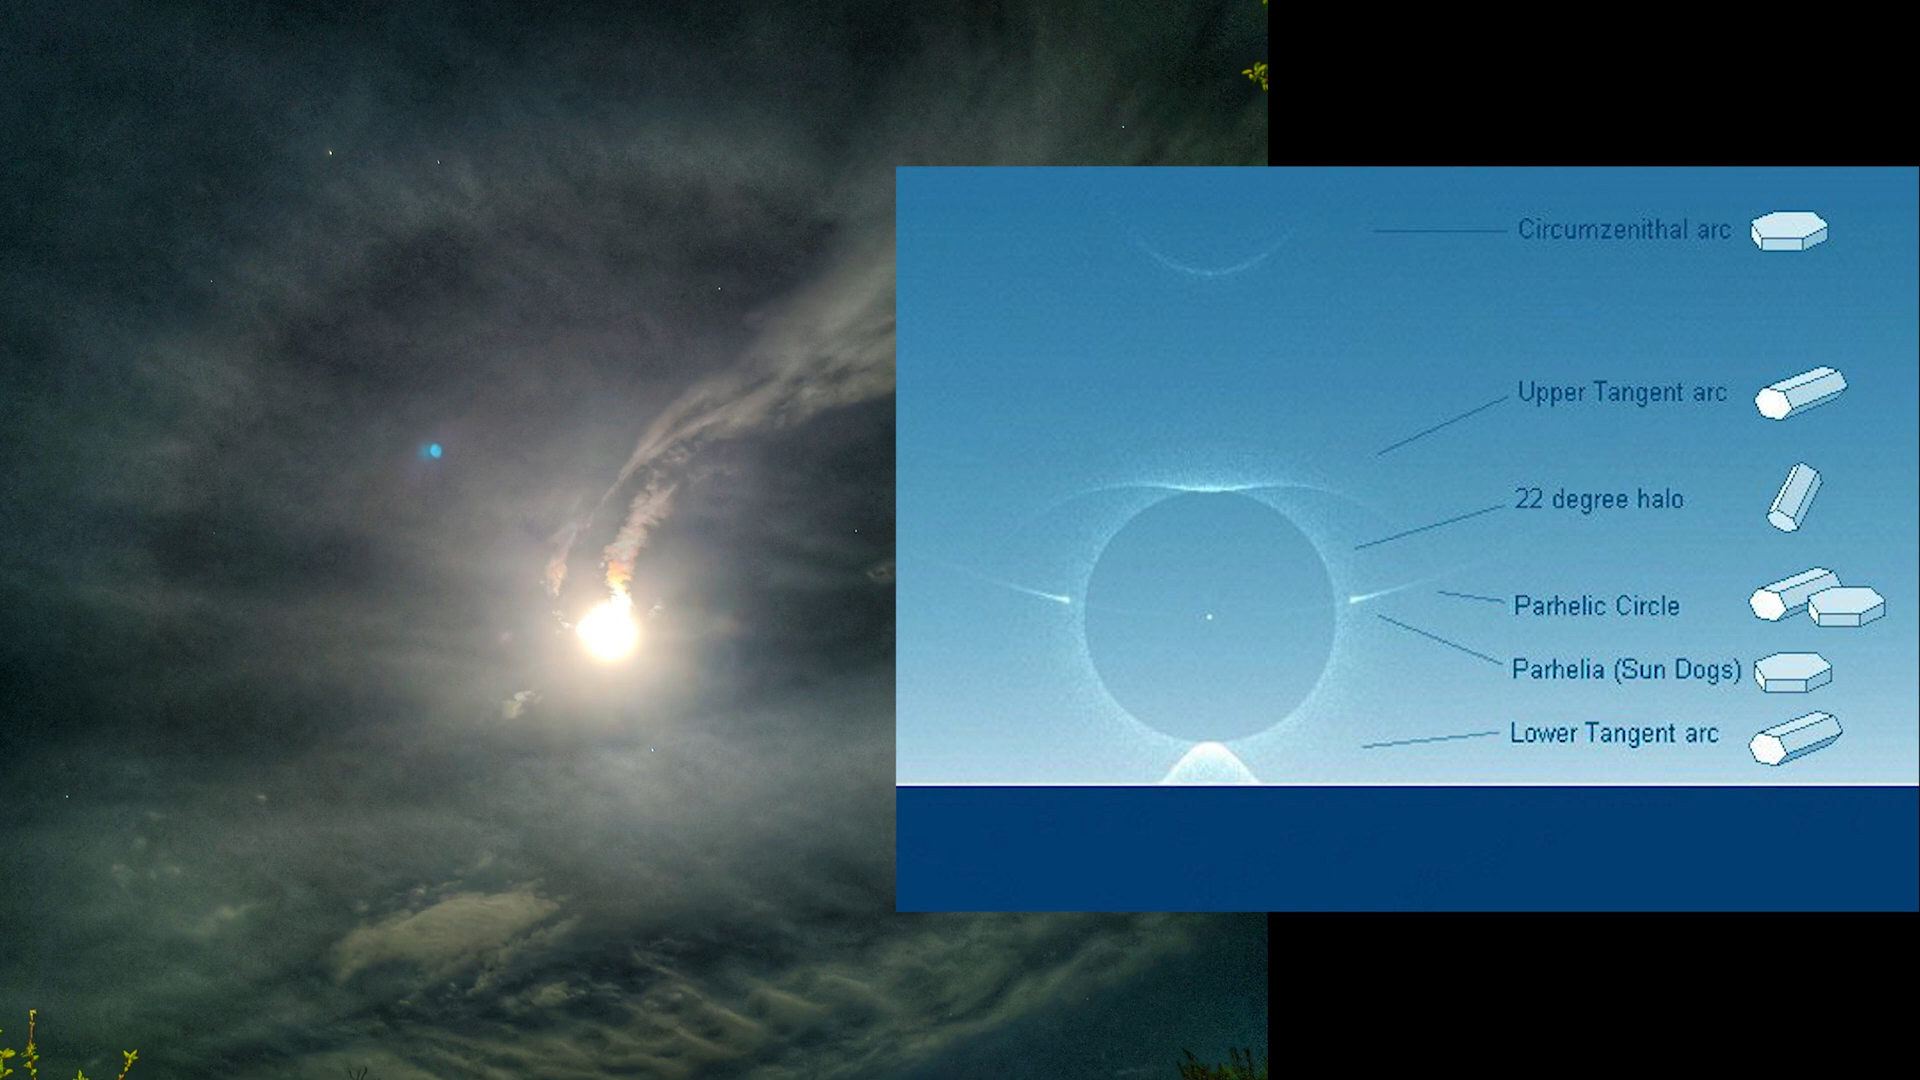 Circumzenithal arc
Upper Tangent arc
22 degree halo
Parhelic Circle
Parhelia (Sun Dogs)
Lower Tangent arc